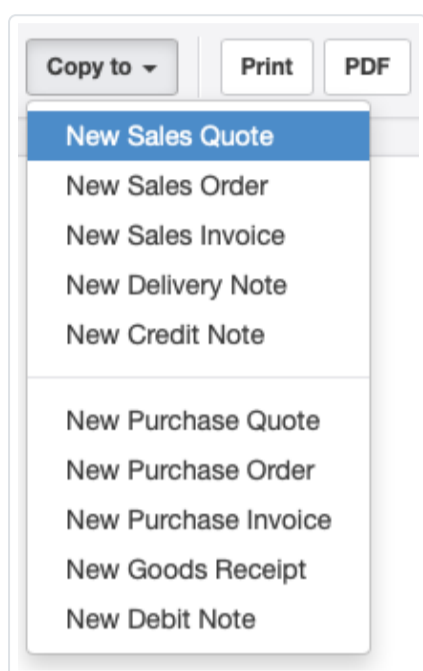 Copy to Print PDF
New Sales Quote
New Sales Order
New Sales Invoice
New Delivery Note
New Credit Note
New Purchase Quote
New Purchase Order
New Purchase Invoice
New Goods Receipt
New Debit Note